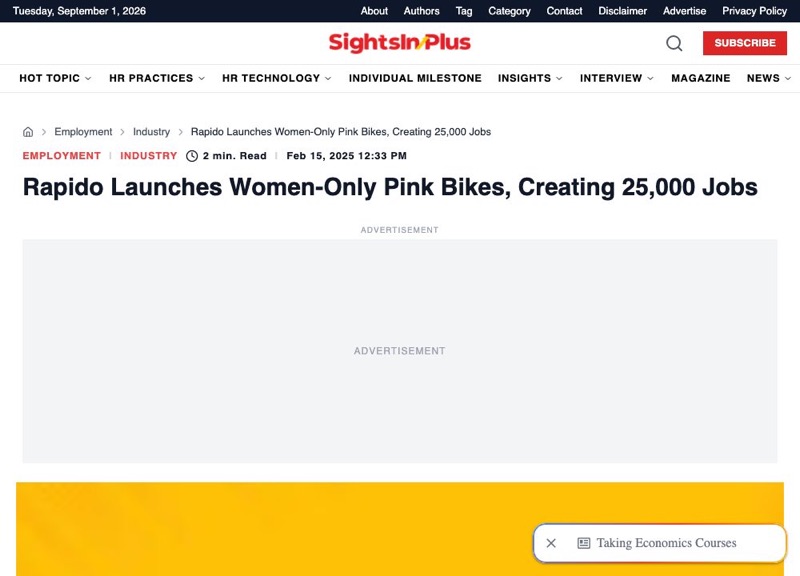 Tuesday, September 1, 2026 About Authors Tag Category Contact Disclaimer Advertise Privacy Policy
SightsIn Plus
SUBSCRIBE
HOT TOPIC HR PRACTICES HR TECHNOLOGY INDIVIDUAL MILESTONE INSIGHTS INTERVIEW MAGAZINE NEWS
Employment Industry Rapido Launches Women-Only Pink Bikes, Creating 25,000 Jobs
EMPLOYMENT | INDUSTRY 2 min. Read | Feb 15, 2025 12:33 PM
Rapido Launches Women-Only Pink Bikes, Creating 25,000 Jobs
ADVERTISEMENT
ADVERTISEMENT
Taking Economics Courses